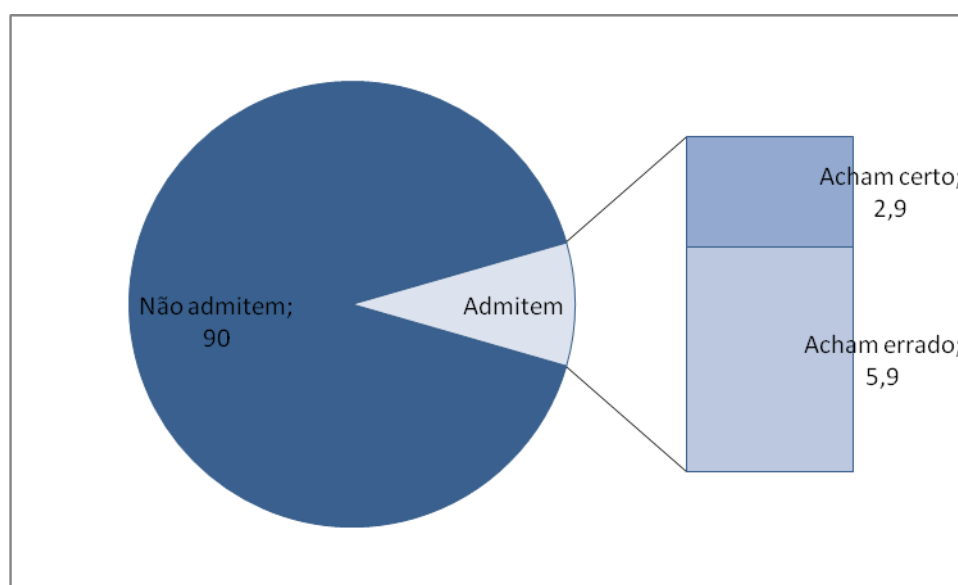 Não admitem;
90
Admitem
Acham certo;
2,9
Acham errado;
5,9